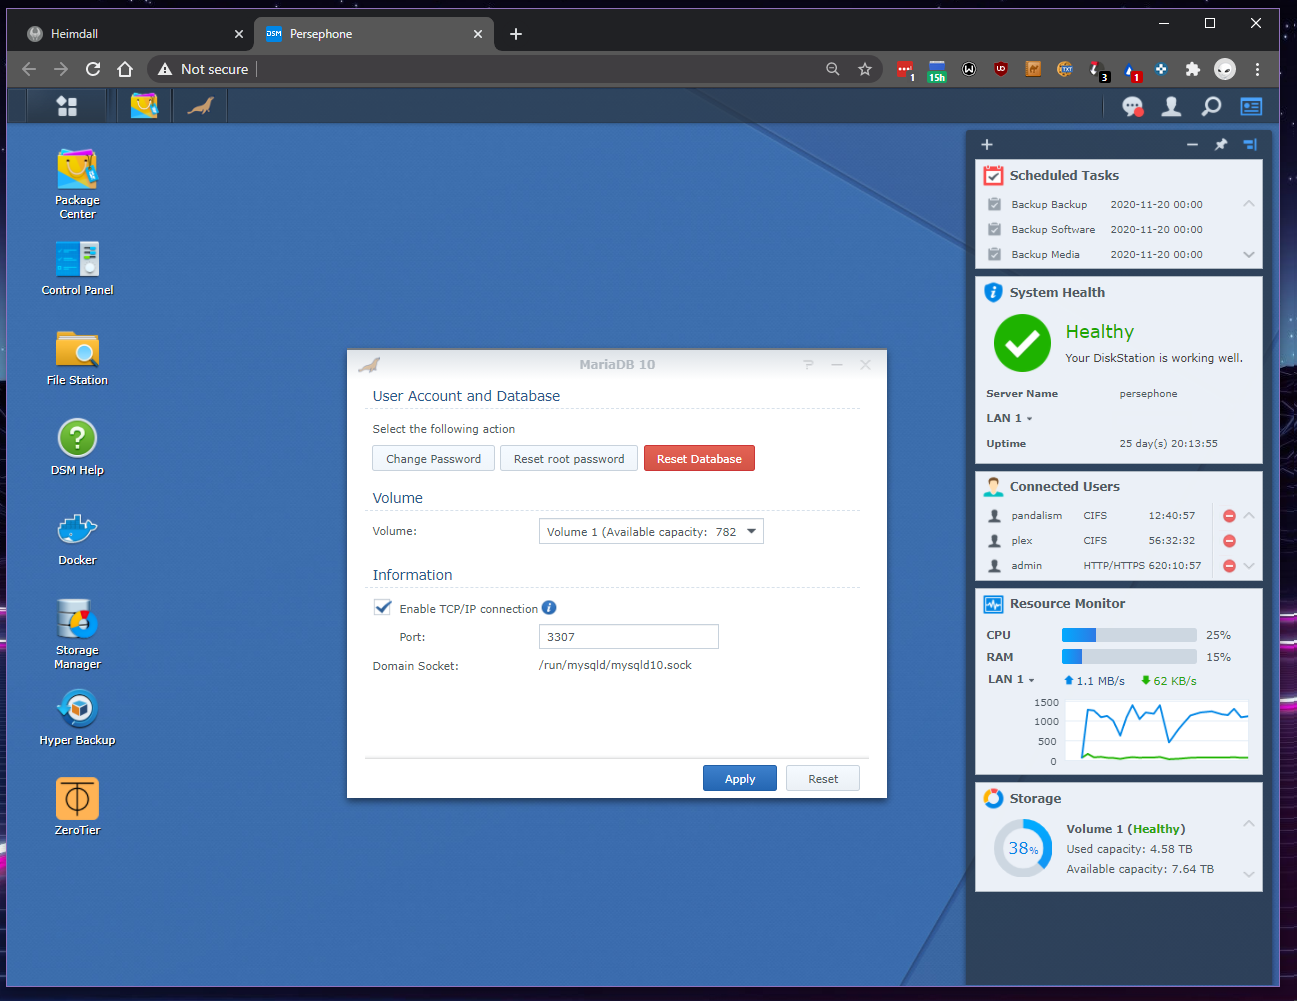 Heimdall
DSM Persephone
Not secure
1
15h
3
1
Package
Center
Control Panel
File Station
DSM Help
Docker
Storage
Manager
Hyper Backup
ZeroTier
MariaDB 10
User Account and Database
Select the following action
Change Password Reset root password Reset Database
Volume
Volume: Volume 1 (Available capacity: 782
Information
Enable TCP/IP connection
Port: 3307
Domain Socket: /run/mysqld/mysqld10.sock
Apply Reset
Scheduled Tasks
Backup Backup 2020-11-20 00:00
Backup Software 2020-11-20 00:00
Backup Media 2020-11-20 00:00
System Health
Healthy
Your DiskStation is working well.
Server Name persephone
LAN 1
Uptime 25 day(s) 20:13:55
Connected Users
pandalism CIFS 12:40:57
plex CIFS 56:32:32
admin HTTP/HTTPS 620:10:57
Resource Monitor
CPU 25%
RAM 15%
LAN 1 1.1 MB/s 62 KB/s
1500
1000
500
0
Storage
38%
Volume 1 (Healthy)
Used capacity: 4.58 TB
Available capacity: 7.64 TB